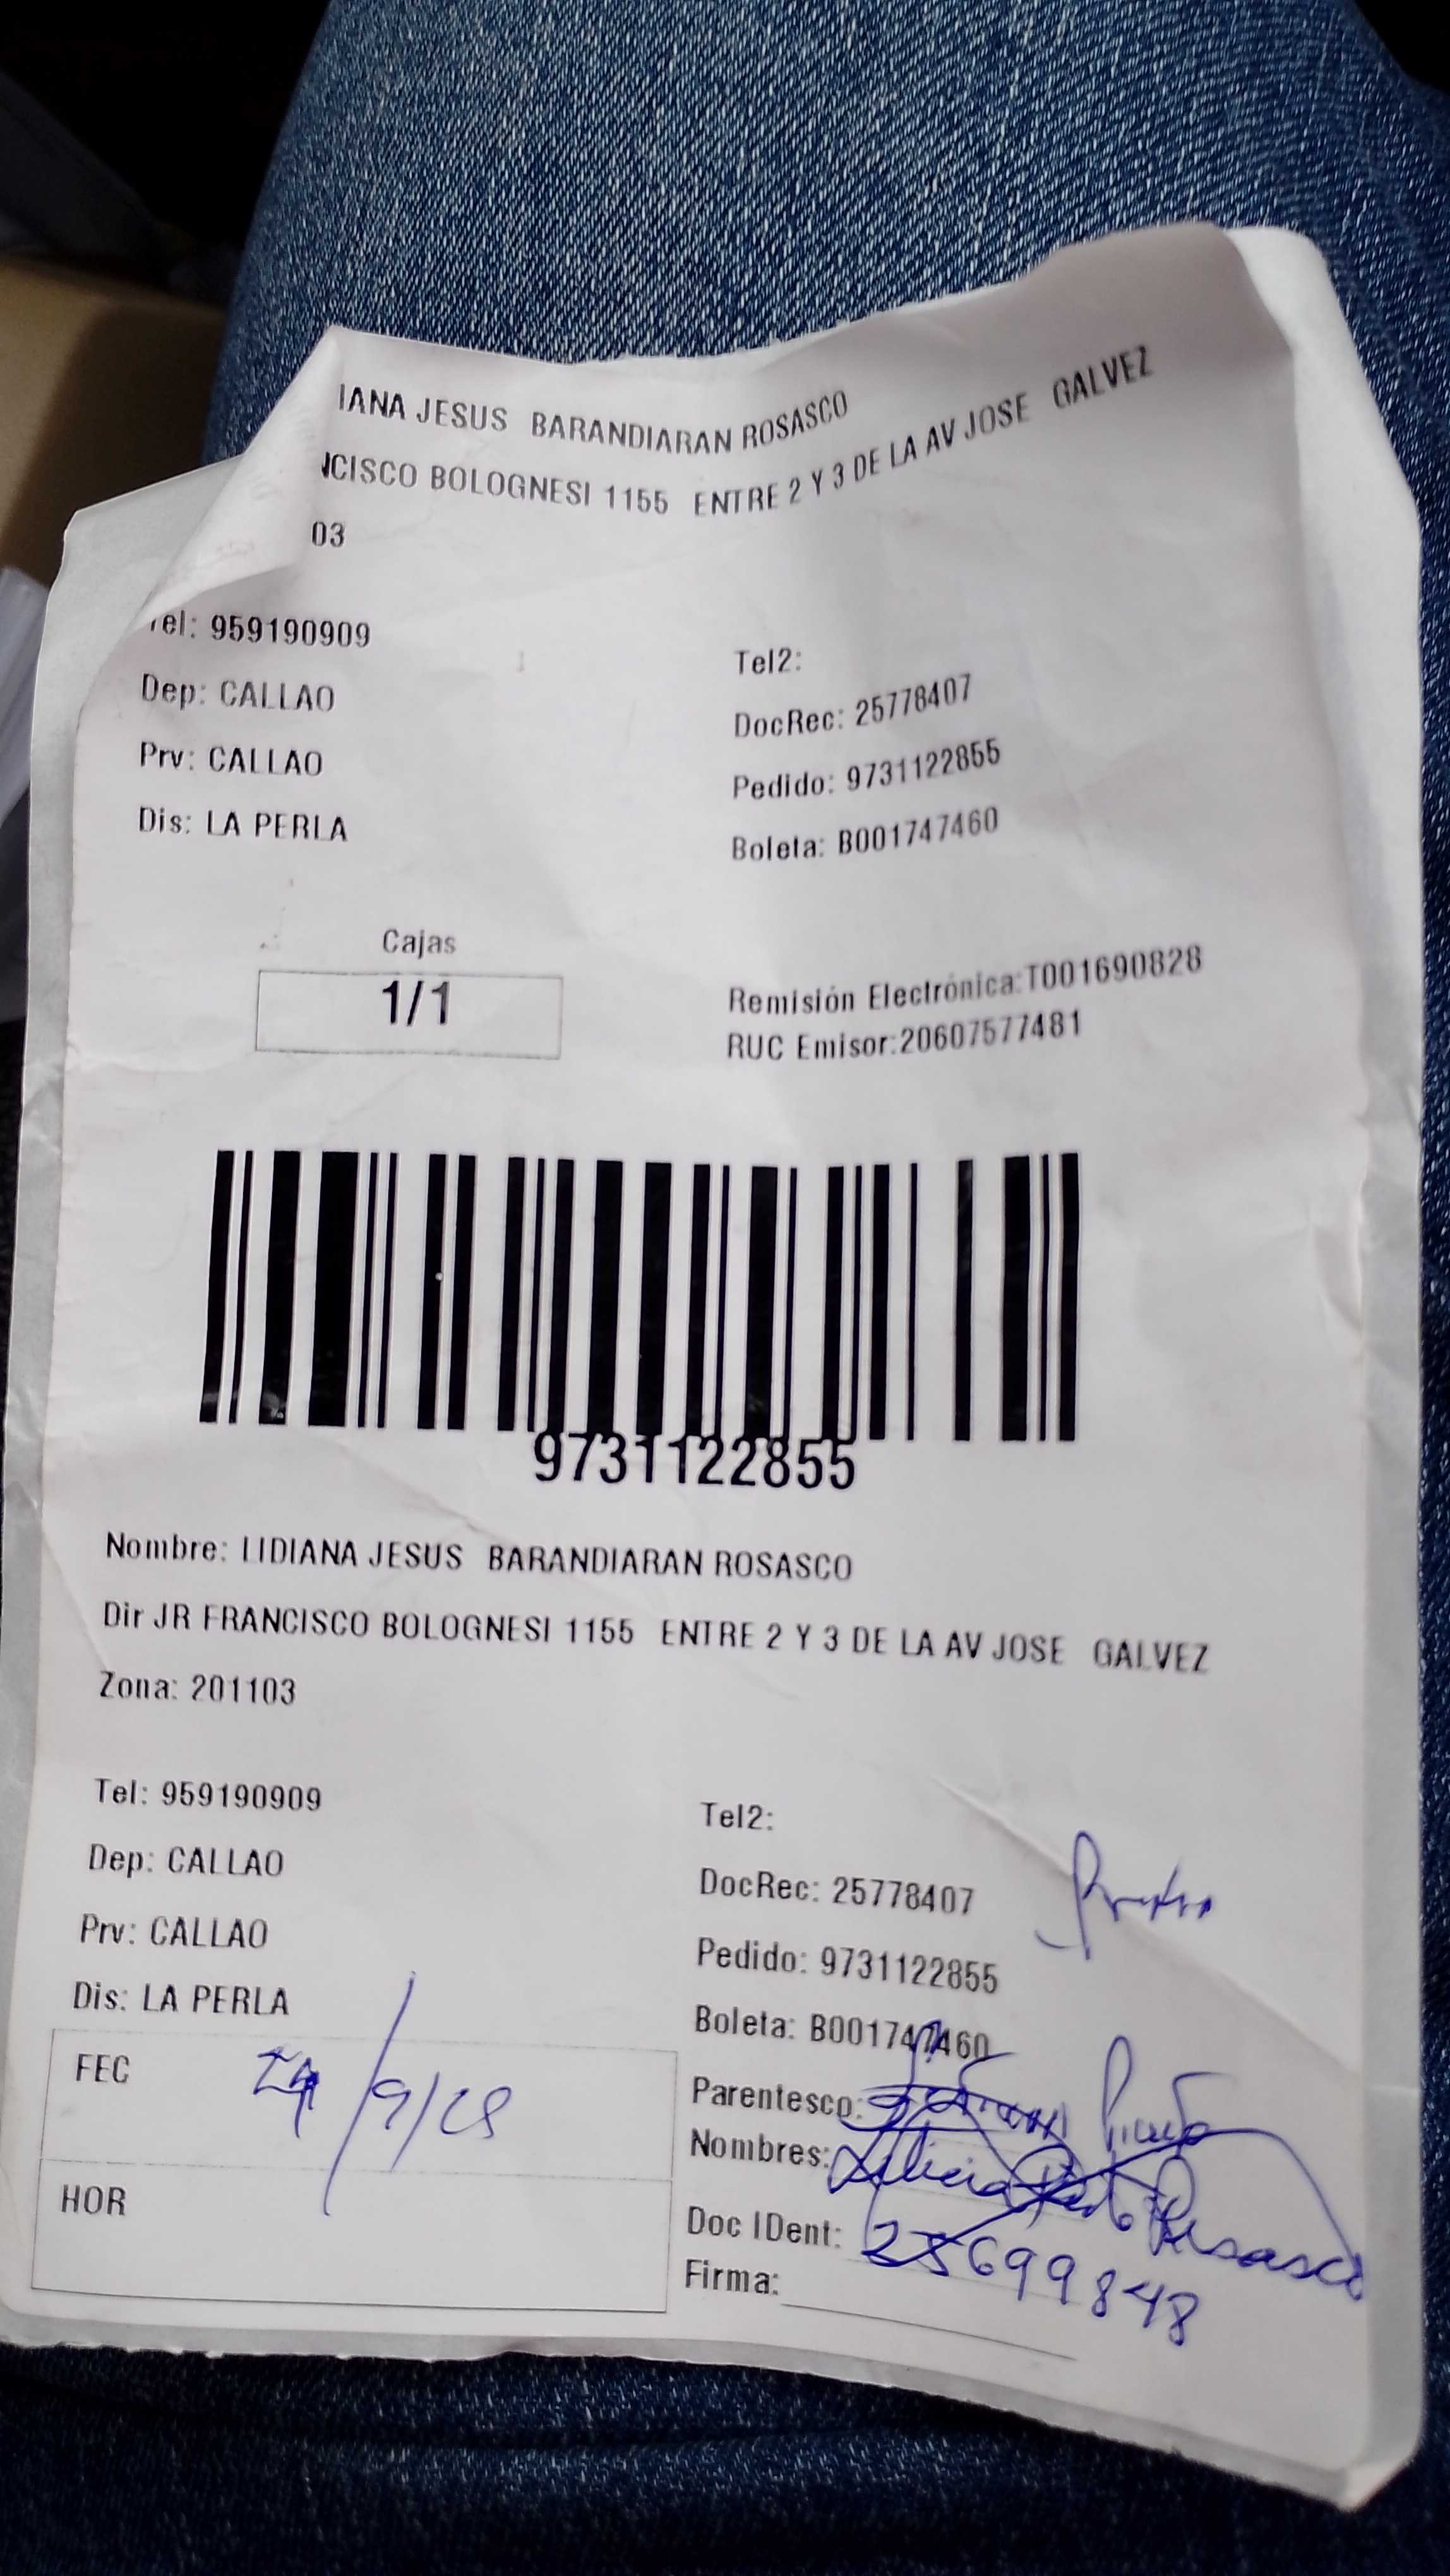 IANA JESUS BARANDIARAN ROSASCO
NCISCO BOLOGNESI 1155 ENTRE 2 Y 3 DE LA AV JOSE GALVEZ
03
Tel: 959190909
Tel2:
Dep: CALLAO
DocRec: 25778407
Prv: CALLAO
Pedido: 9731122855
Dis: LA PERLA
Boleta: B001747460
Cajas
1/1
Remisión Electrónica:T001690828
RUC Emisor:20607577481
9731122855
Nombre: LIDIANA JESUS BARANDIARAN ROSASCO
Dir JR FRANCISCO BOLOGNESI 1155 ENTRE 2 Y 3 DE LA AV JOSE GALVEZ
Zona: 201103
Tel: 959190909
Tel2:
Dep: CALLAO
DocRec: 25778407
Prv: CALLAO
Pedido: 9731122855
Dis: LA PERLA
Boleta: B001747460
FEC
Parentesco:
Nombres:
HOR
Doc IDent: 25699848
Firma: